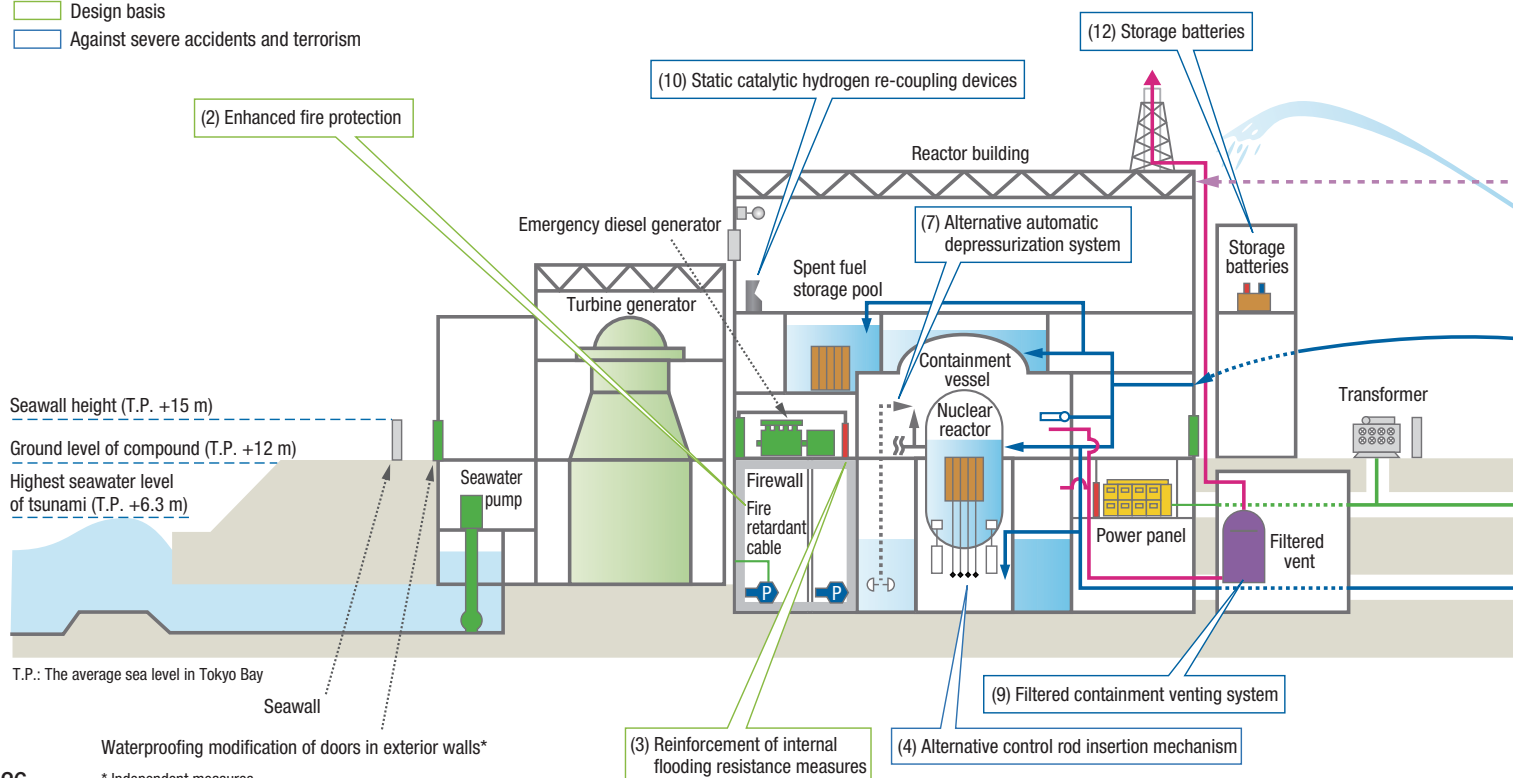 Design basis
Against severe accidents and terrorism
(12) Storage batteries
(10) Static catalytic hydrogen re-coupling devices
(2) Enhanced fire protection
Reactor building
Emergency diesel generator
(7) Alternative automatic
depressurization system
Storage
batteries
Spent fuel
storage pool
Turbine generator
Containment
vessel
Transformer
Seawall height (T.P. +15 m)
Nuclear
reactor
Ground level of compound (T.P. +12 m)
Highest seawater level
of tsunami (T.P. +6.3 m)
Seawater
pump
Firewall
Fire
retardant
cable
Power panel
Filtered
vent
P
P
T.P.: The average sea level in Tokyo Bay
Seawall
(9) Filtered containment venting system
Waterproofing modification of doors in exterior walls*
(3) Reinforcement of internal
flooding resistance measures
(4) Alternative control rod insertion mechanism
* Independent measures